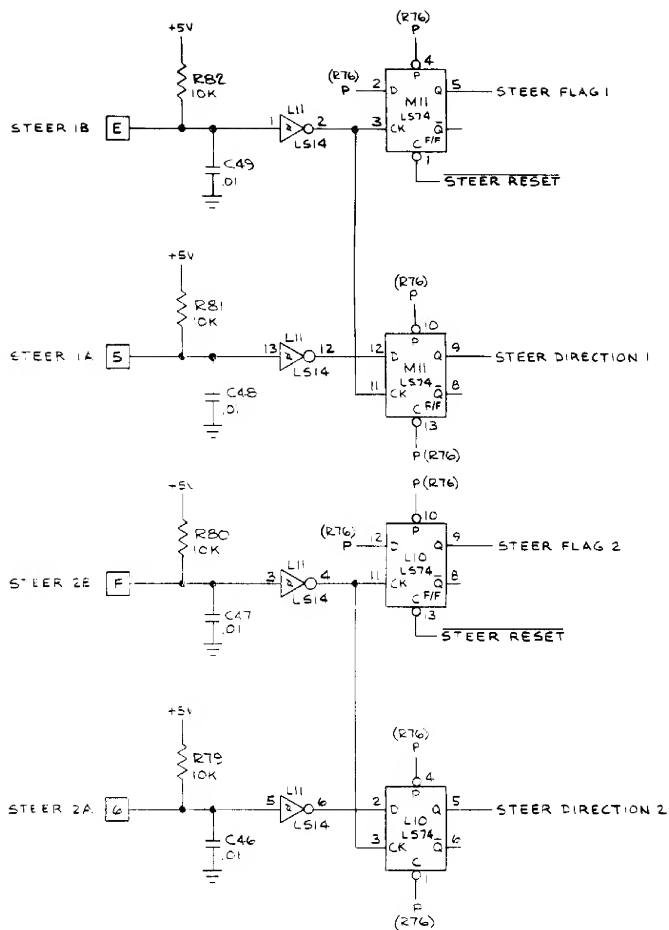 (R76)
P
4
+5V
R82
10K
(R76)
P
2
D
P
Q
5
STEER FLAG 1
M11
LS74
STEER 1B
E
1
L11
2
LS14
3
CK
Q
C
F/F
1
C49
.01
STEER RESET
+5V
(R76)
P
10
R81
10K
P
STEER 1A
5
13
L11
12
LS14
12
D
Q
9
STEER DIRECTION 1
M11
LS74
11
CK
Q
8
C
F/F
13
C48
.01
P (R76)
P (R76)
+5V
10
R80
10K
(R76)
P
12
D
P
Q
9
STEER FLAG 2
L10
LS74
STEER 2B
F
3
L11
4
LS14
11
CK
Q
8
C
F/F
13
C47
.01
STEER RESET
+5V
(R76)
P
4
R79
10K
P
STEER 2A
6
5
L11
6
LS14
2
D
Q
5
STEER DIRECTION 2
L10
LS74
3
CK
Q
6
C
1
C46
.01
P
(R76)